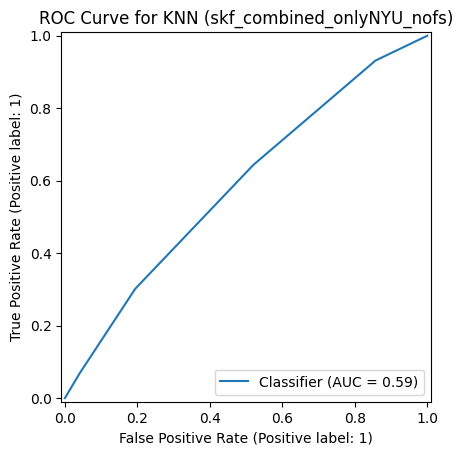 ROC Curve for KNN (skf_combined_onlyNYU_nofs)
1.0
0.8
0.6
0.4
0.2
0.0
True Positive Rate (Positive label: 1)
Classifier (AUC = 0.59)
0.0 0.2 0.4 0.6 0.8 1.0
False Positive Rate (Positive label: 1)